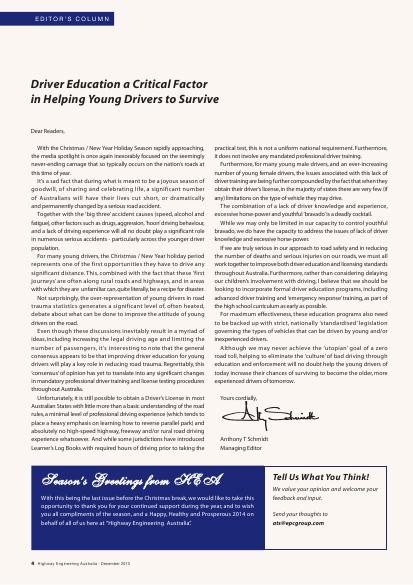 EDITOR'S COLUMN
Driver Education a Critical Factor
in Helping Young Drivers to Survive
Dear Readers,
With the Christmas / New Year Holiday Season rapidly approaching,
the media spotlight is once again inexorably focused on the seemingly
never-ending carnage that so typically occurs on the nation's roads at
this time of year.
It's a sad fact that during what is meant to be a joyous season of
goodwill, of sharing and celebrating life, a significant number
of Australians will have their lives cut short, or dramatically
and permanently changed by a serious road accident.
Together with the 'big three' accident causes (speed, alcohol and
fatigue), other factors such as drugs, aggression, 'hoon' driving behaviour,
and a lack of driving experience will all no doubt play a significant role
in numerous serious accidents - particularly across the younger driver
population.
For many young drivers, the Christmas / New Year holiday period
represents one of the first opportunities they have to drive any
significant distance. This, combined with the fact that these 'first
journeys' are often along rural roads and highways, and in areas
with which they are unfamiliar can, quite literally, be a recipe for disaster.
Not surprisingly, the over-representation of young drivers in road
trauma statistics generates a significant level of, often heated,
debate about what can be done to improve the attitude of young
drivers on the road.
Even though these discussions inevitably result in a myriad of
ideas, including increasing the legal driving age and limiting the
number of passengers, it's interesting to note that the general
consensus appears to be that improving driver education for young
drivers will play a key role in reducing road trauma. Regrettably, this
'consensus' of opinion has yet to translate into any significant changes
in mandatory professional driver training and license testing procedures
throughout Australia.
Unfortunately, it is still possible to obtain a Driver's License in most
Australian States with little more than a basic understanding of the road
rules, a minimal level of professional driving experience (which tends to
place a heavy emphasis on learning how to reverse parallel park) and
absolutely no high-speed highway, freeway and/or rural road driving
experience whatsoever. And while some jurisdictions have introduced
Learner's Log Books with required hours of driving prior to taking the
practical test, this is not a uniform national requirement. Furthermore,
it does not involve any mandated professional driver training.
Furthermore, for many young male drivers, and an ever-increasing
number of young female drivers, the issues associated with this lack of
driver training are being further compounded by the fact that when they
obtain their driver's license, in the majority of states there are very few (if
any) limitations on the type of vehicle they may drive.
The combination of a lack of driver knowledge and experience,
excessive horse-power and youthful 'bravado' is a deadly cocktail.
While we may only be limited in our capacity to control youthful
bravado, we do have the capacity to address the issues of lack of driver
knowledge and excessive horse-power.
If we are truly serious in our approach to road safety and in reducing
the number of deaths and serious injuries on our roads, we must all
work together to improve both driver education and licensing standards
throughout Australia. Furthermore, rather than considering delaying
our children's involvement with driving, I believe that we should be
looking to incorporate formal driver education programs, including
advanced driver training and 'emergency response' training, as part of
the high school curriculum as early as possible.
For maximum effectiveness, these education programs also need
to be backed up with strict, nationally 'standardised' legislation
governing the types of vehicles that can be driven by young and/or
inexperienced drivers.
Although we may never achieve the 'utopian' goal of a zero
road toll, helping to eliminate the 'culture' of bad driving through
education and enforcement will no doubt help the young drivers of
today increase their chances of surviving to become the older, more
experienced drivers of tomorrow.
Yours cordially,
Anthony T Schmidt
Managing Editor
Season's Greetings from HEA
With this being the last issue before the Christmas break, we would like to take this
opportunity to thank you for your continued support during the year, and to wish
you all compliments of the season, and a Happy, Healthy and Prosperous 2014 on
behalf of all of us here at "Highway Engineering Australia".
Tell Us What You Think!
We value your opinion and welcome your
feedback and input.
Send your thoughts to
ats@epcgroup.com
4 Highway Engineering Australia - December 2013